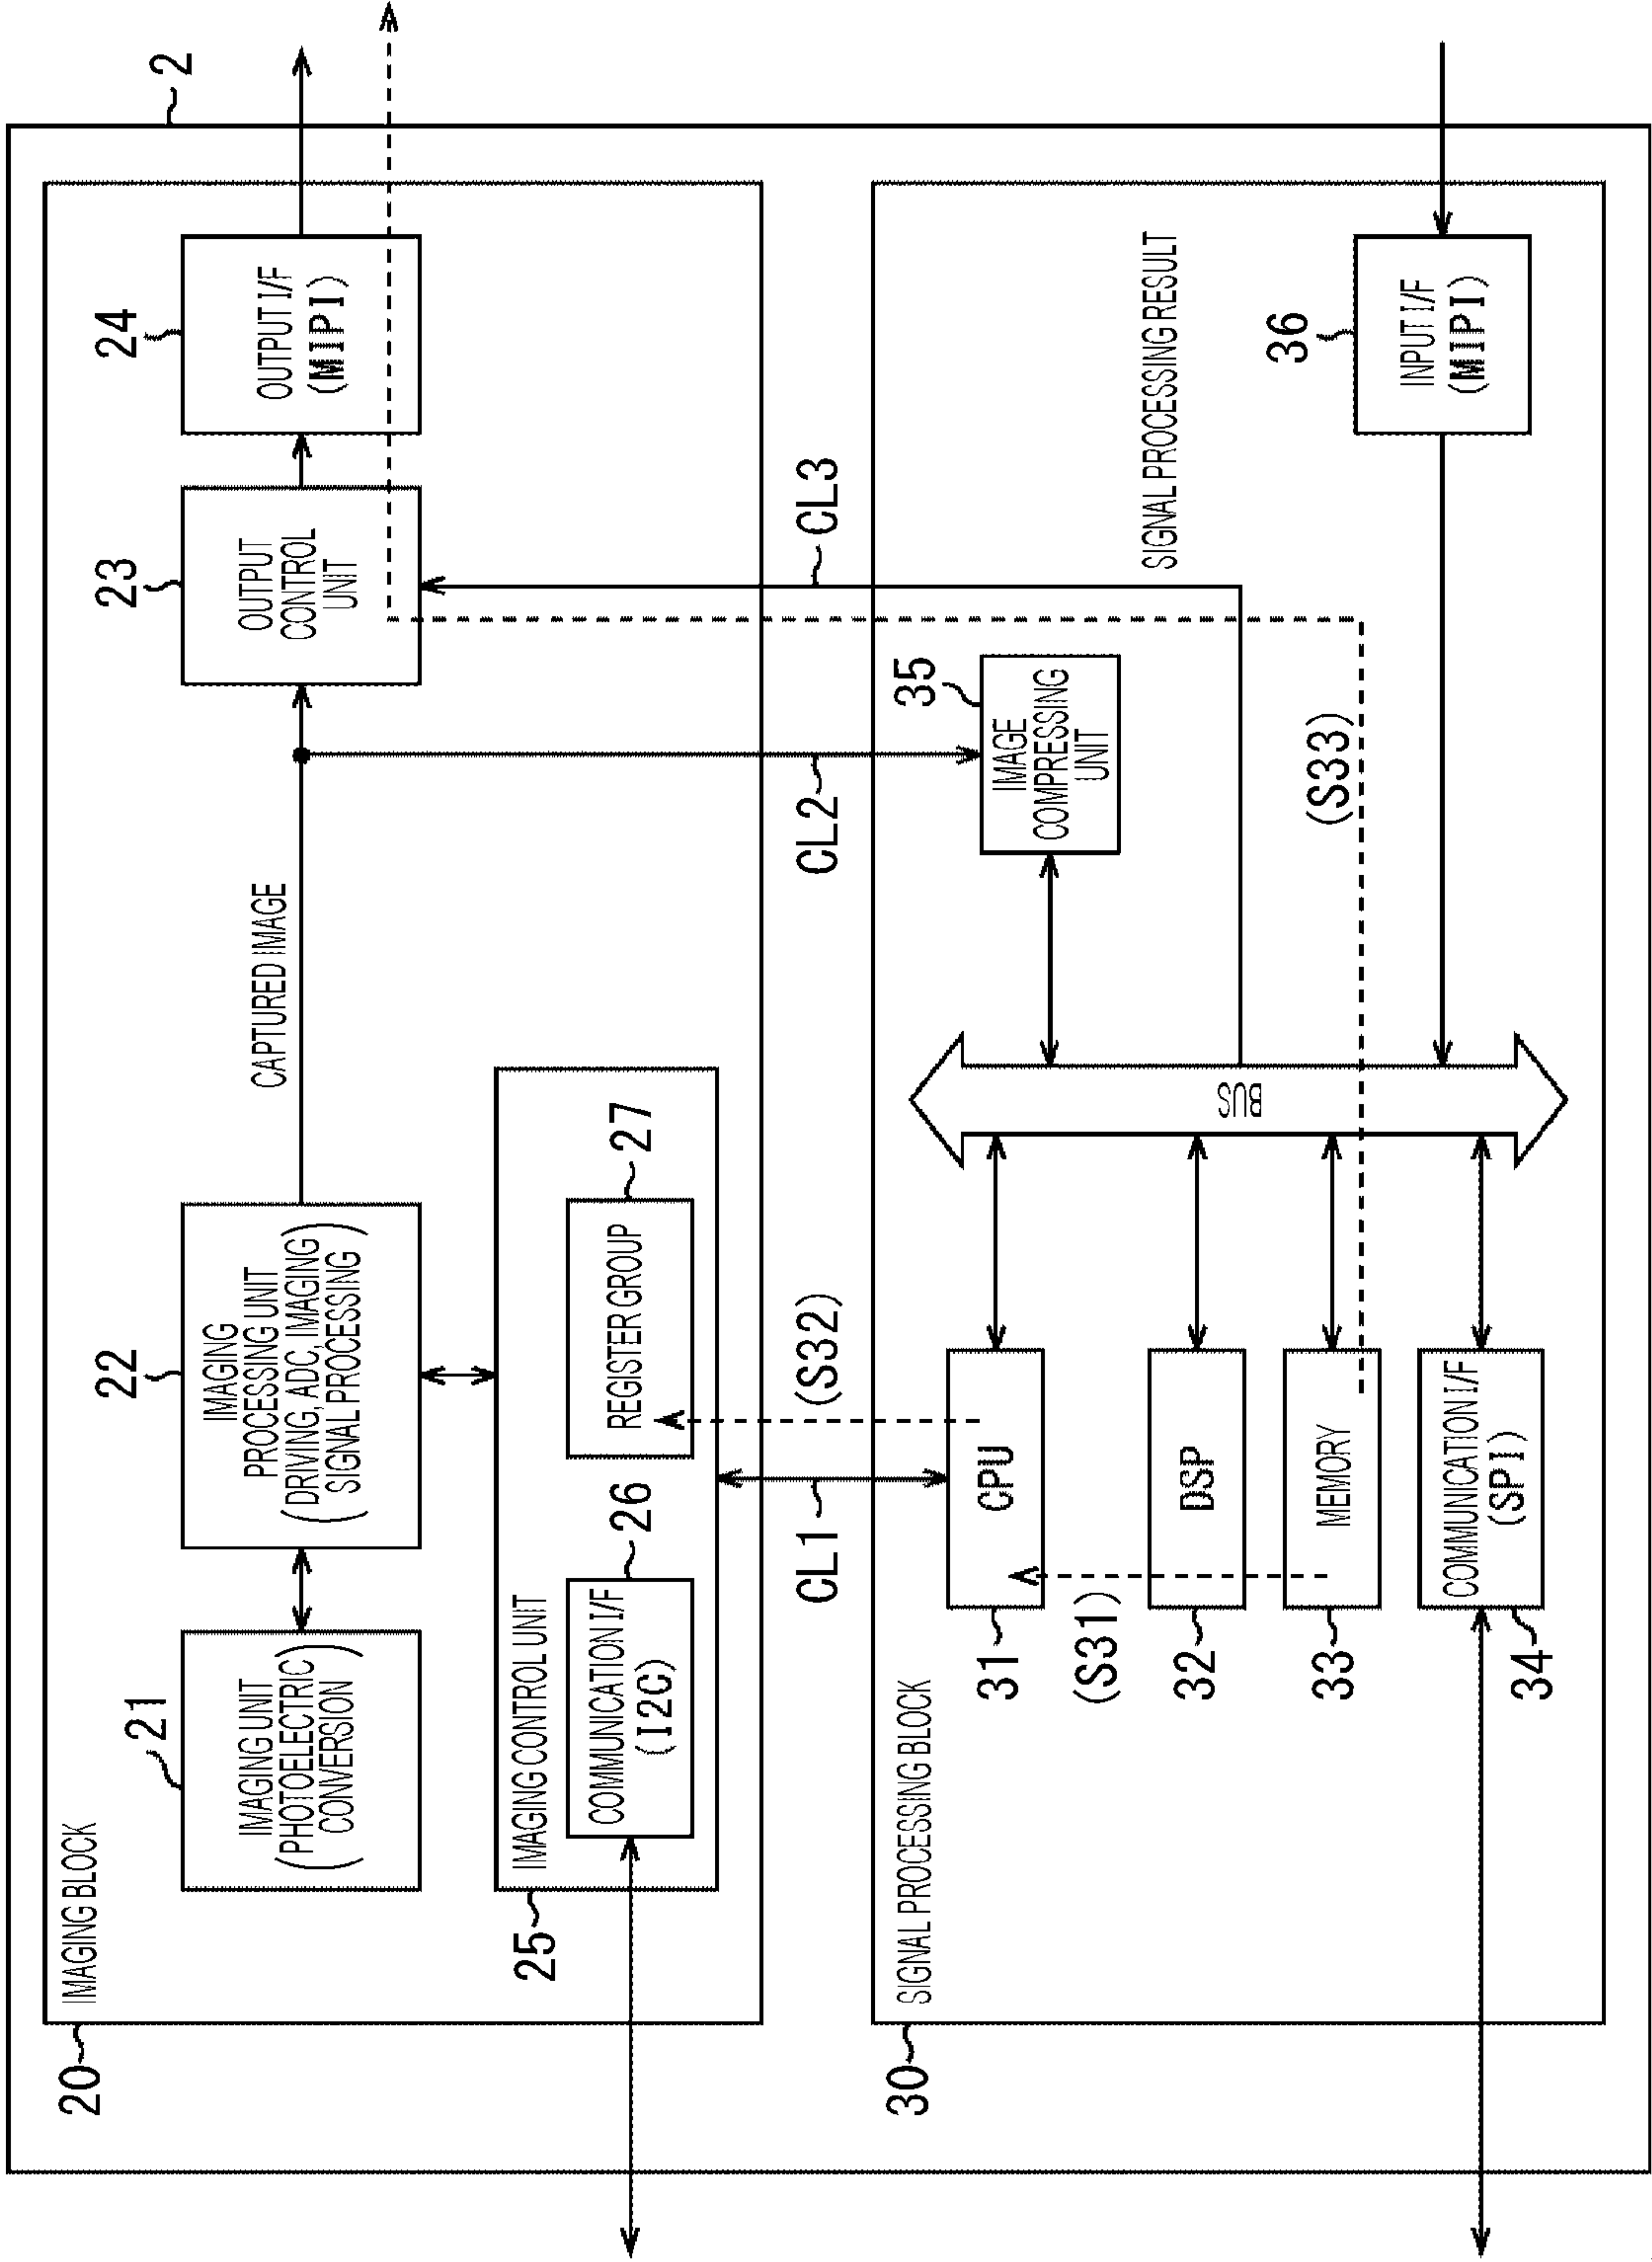 2
20
IMAGING BLOCK
21
IMAGING UNIT
(PHOTOELECTRIC
CONVERSION)
22
IMAGING
PROCESSING UNIT
(DRIVING, ADC, IMAGING
SIGNAL PROCESSING)
CAPTURED IMAGE
23
OUTPUT
CONTROL
UNIT
24
OUTPUT I/F
(MIPI)
25
IMAGING CONTROL UNIT
26
COMMUNICATION I/F
(I2C)
27
REGISTER GROUP
CL1
(S32)
CL2
CL3
30
SIGNAL PROCESSING BLOCK
31
CPU
(S31)
32
DSP
33
MEMORY
34
COMMUNICATION I/F
(SPI)
BUS
35
IMAGE
COMPRESSING
UNIT
(S33)
SIGNAL PROCESSING RESULT
36
INPUT I/F
(MIPI)